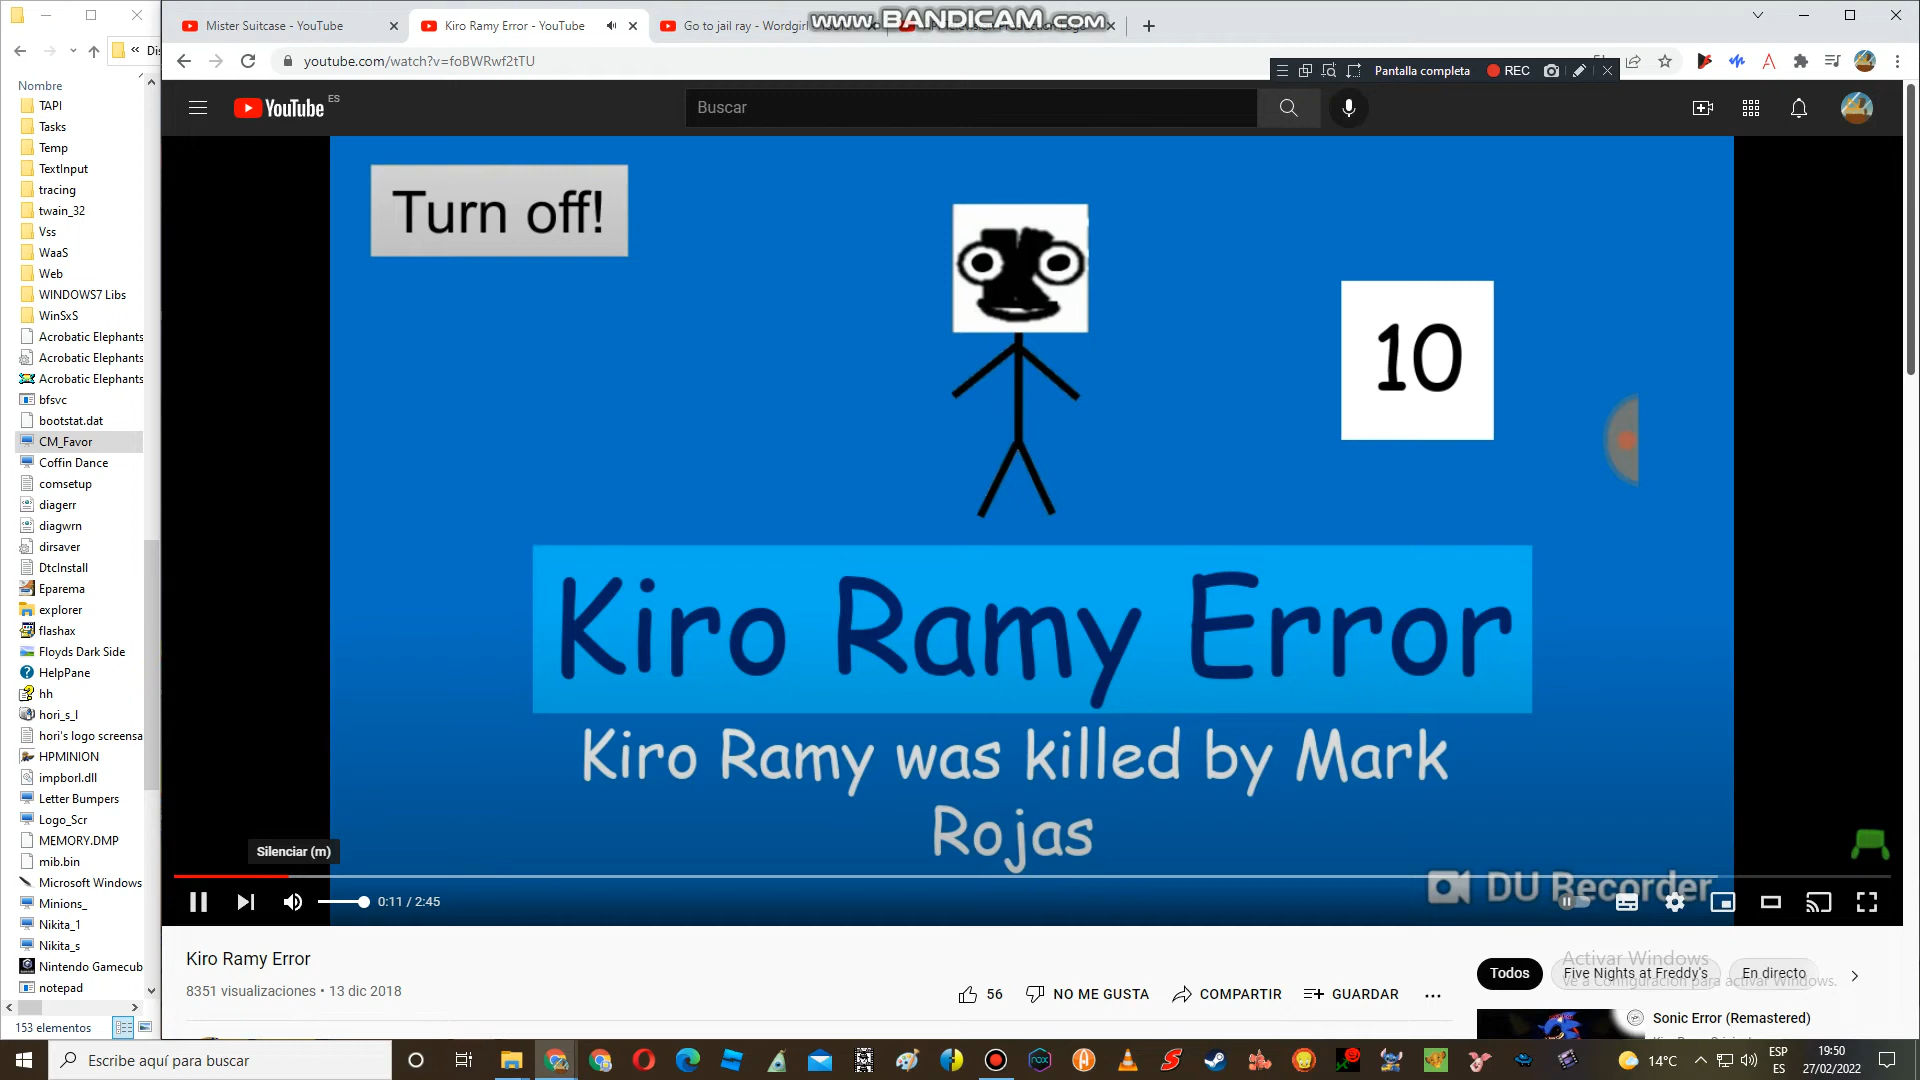 WWW.BANDICAM.COM
Mister Suitcase - YouTube
Kiro Ramy Error - YouTube
Go to jail ray - Wordgirl
youtube.com/watch?v=foBWRwf2tTU
Pantalla completa
REC
Nombre
TAPI
Tasks
Temp
TextInput
tracing
twain_32
Vss
WaaS
Web
WINDOWS7 Libs
WinSxS
Acrobatic Elephants
Acrobatic Elephants
Acrobatic Elephants
bfsvc
bootstat.dat
CM_Favor
Coffin Dance
comsetup
diagerr
diagwrn
dirsaver
DtcInstall
Eparema
explorer
flashax
Floyds Dark Side
HelpPane
hh
hori_s_l
hori's logo screensa
HPMINION
impborl.dll
Letter Bumpers
Logo_Scr
MEMORY.DMP
mib.bin
Microsoft Windows
Minions_
Nikita_1
Nikita_s
Nintendo Gamecub
notepad
153 elementos
YouTube ES
Buscar
Turn off!
10
Kiro Ramy Error
Kiro Ramy was killed by Mark
Rojas
Silenciar (m)
DU Recorder
0:11 / 2:45
Kiro Ramy Error
8351 visualizaciones • 13 dic 2018
56
NO ME GUSTA
COMPARTIR
GUARDAR
Activar Windows
Ve a Configuración para activar Windows.
Todos
Five Nights at Freddy's
En directo
Sonic Error (Remastered)
Escribe aquí para buscar
14°C
ESP
ES
19:50
27/02/2022